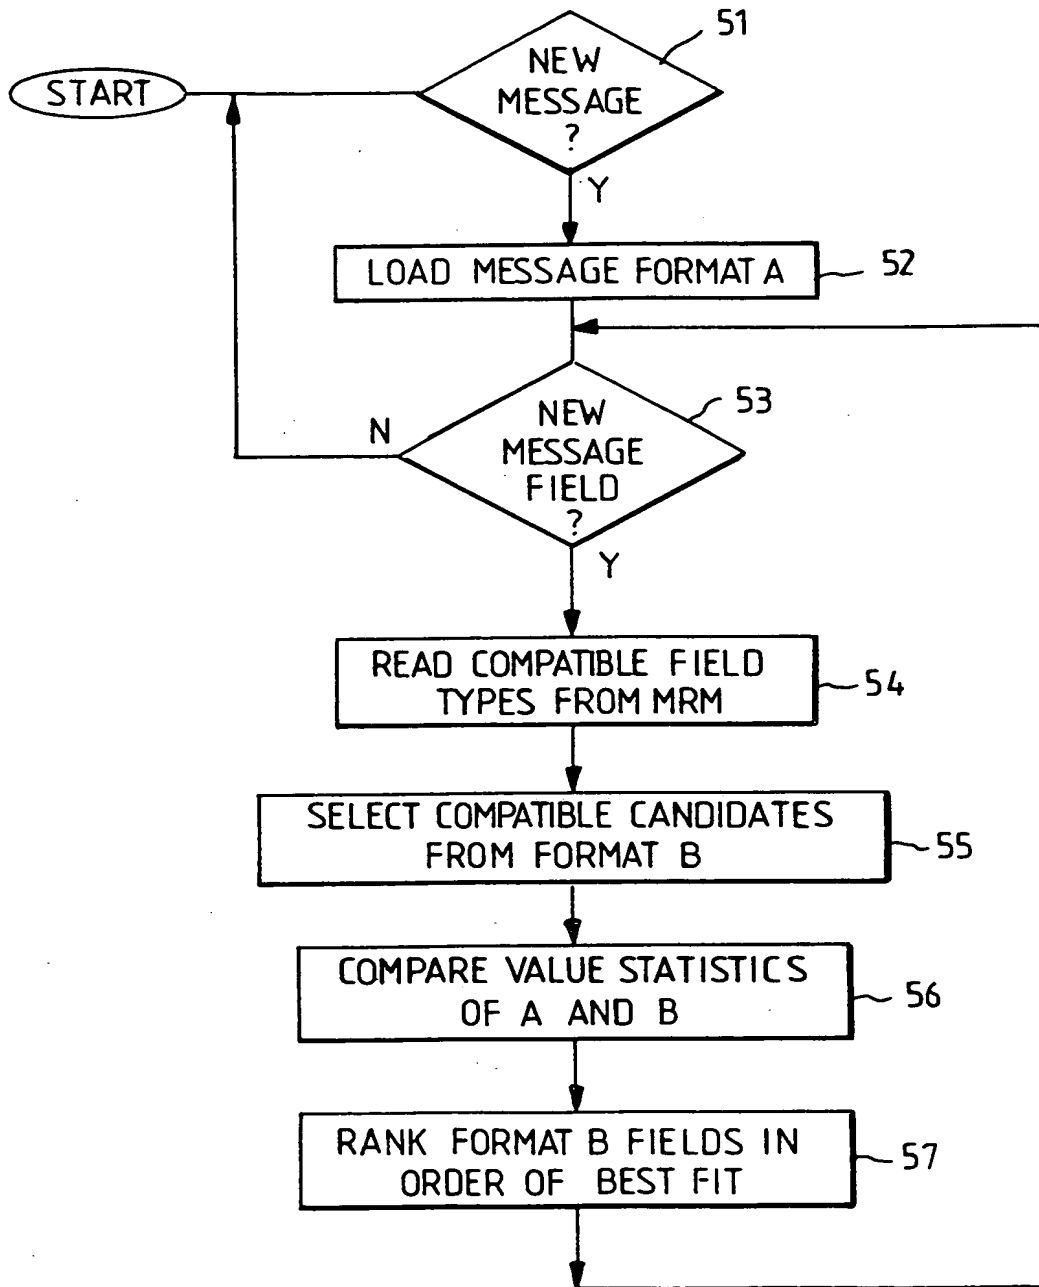 51
START
NEW
MESSAGE
?
Y
LOAD MESSAGE FORMAT A
52
53
N
NEW
MESSAGE
FIELD
?
Y
READ COMPATIBLE FIELD
TYPES FROM MRM
54
SELECT COMPATIBLE CANDIDATES
FROM FORMAT B
55
COMPARE VALUE STATISTICS
OF A AND B
56
RANK FORMAT B FIELDS IN
ORDER OF BEST FIT
57